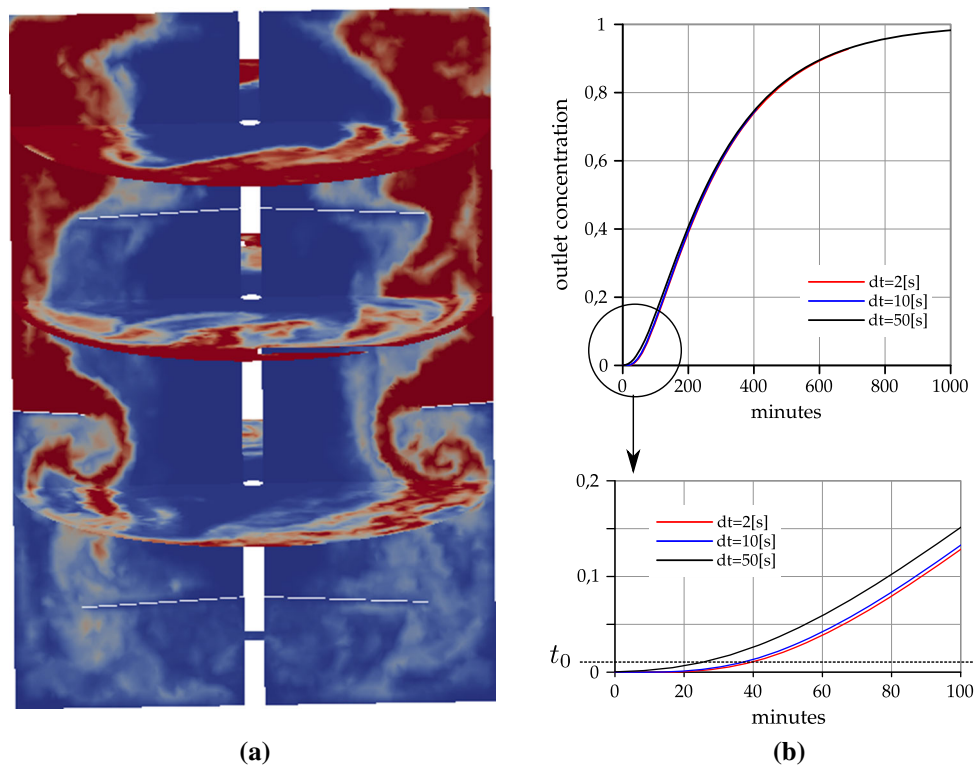 1
0,8
0,6
0,4
0,2
0
outlet concentration
dt=2[s]
dt=10[s]
dt=50[s]
0 200 400 600 800 1000
minutes
0,2
0,1
0
t0
dt=2[s]
dt=10[s]
dt=50[s]
0 20 40 60 80 100
minutes
(a) (b)